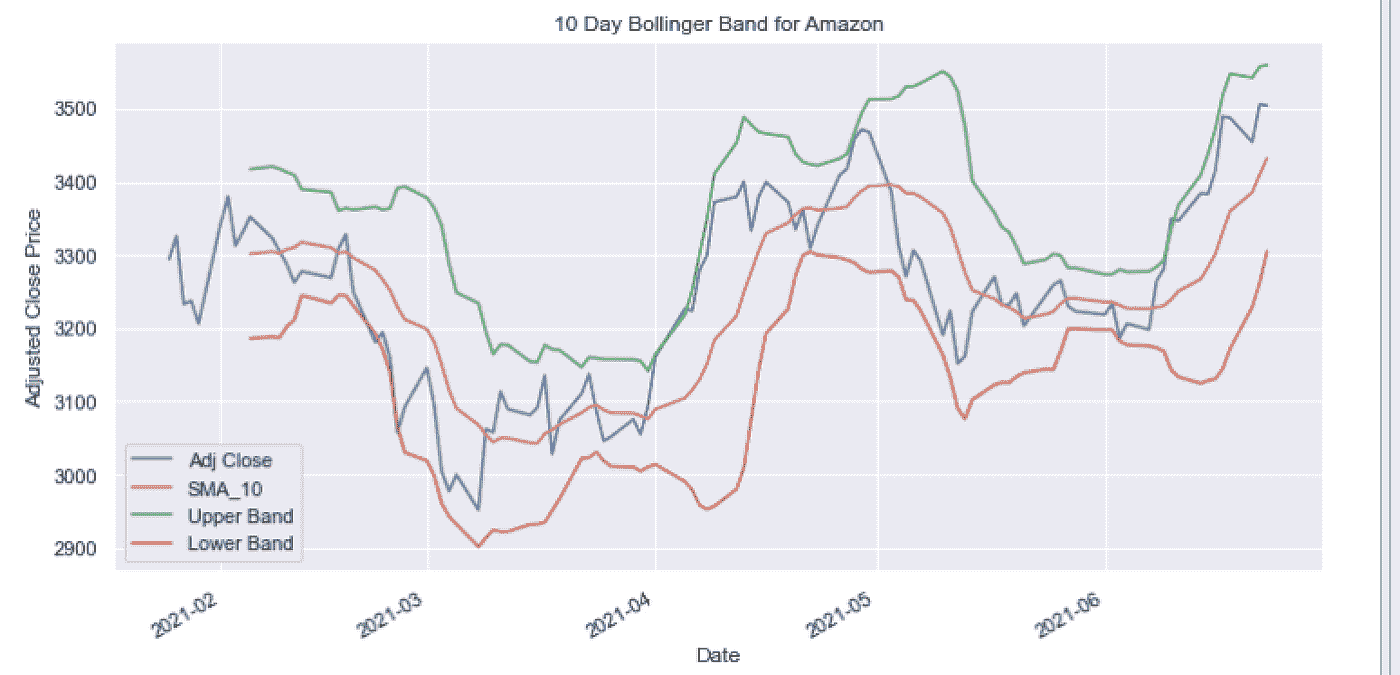 10 Day Bollinger Band for Amazon
Adjusted Close Price
3500
3400
3300
3200
3100
3000
2900
Adj Close
SMA_10
Upper Band
Lower Band
2021-02
2021-03
2021-04
2021-05
2021-06
Date